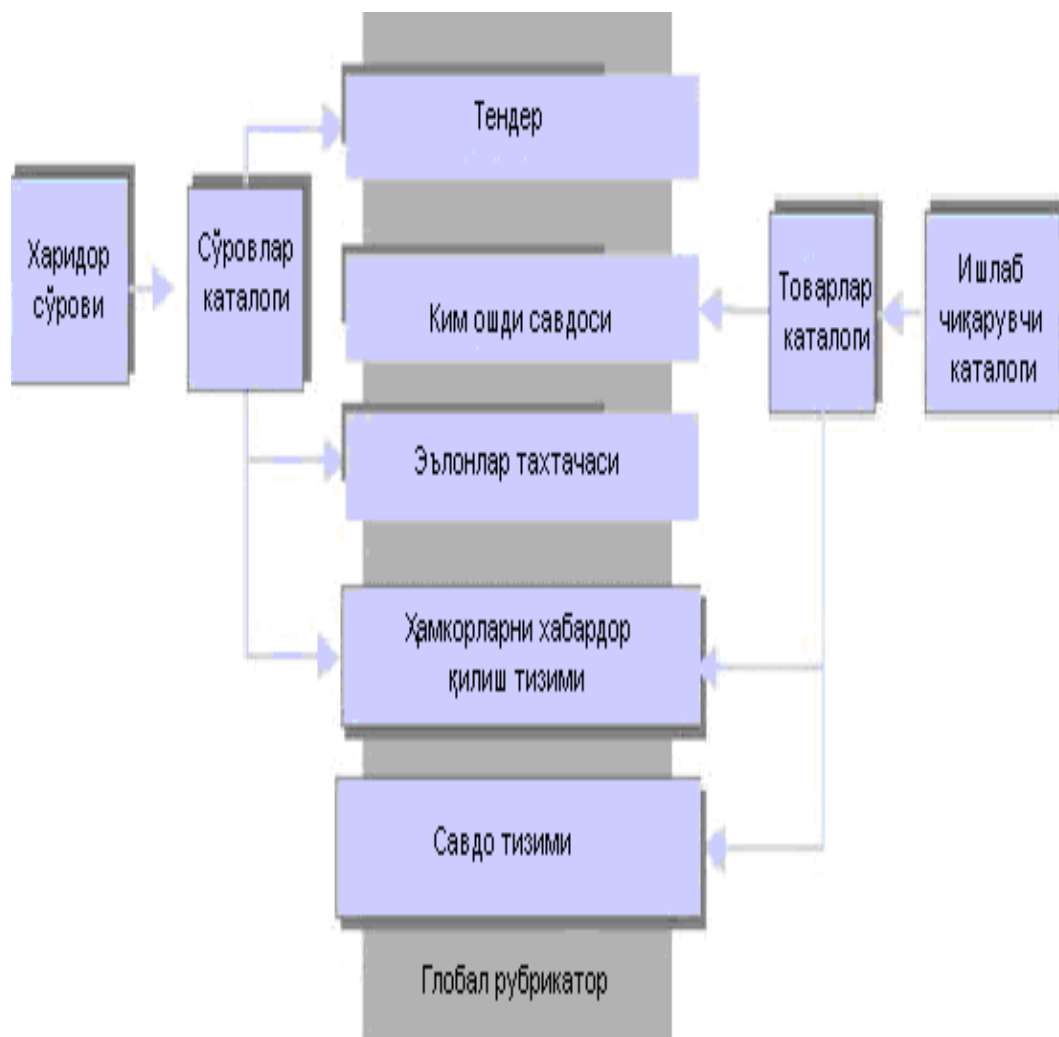 Тендер
Харидор
сўрови
Сўровлар
каталоги
Ким ошди савдоси
Товарлар
каталоги
Ишлаб
чиқарувчи
каталоги
Эълонлар тахтачаси
Ҳамкорларни хабардор
қилиш тизими
Савдо тизими
Глобал рубрикатор